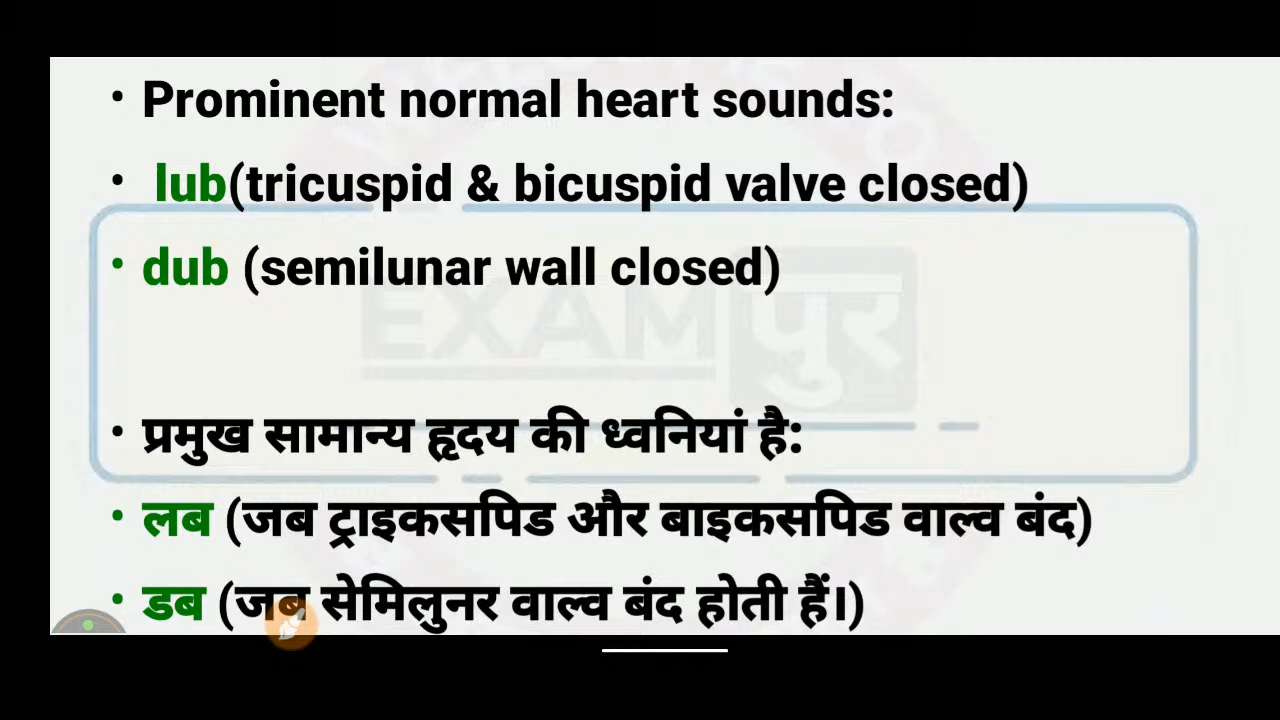 • Prominent normal heart sounds:
• lub(tricuspid & bicuspid valve closed)
• dub (semilunar wall closed)
EXAM पुर
• प्रमुख सामान्य हृदय की ध्वनियां है:
• लब (जब ट्राइकसपिड और बाइकसपिड वाल्व बंद)
• डब (जब सेमिलुनर वाल्व बंद होती हैं।)